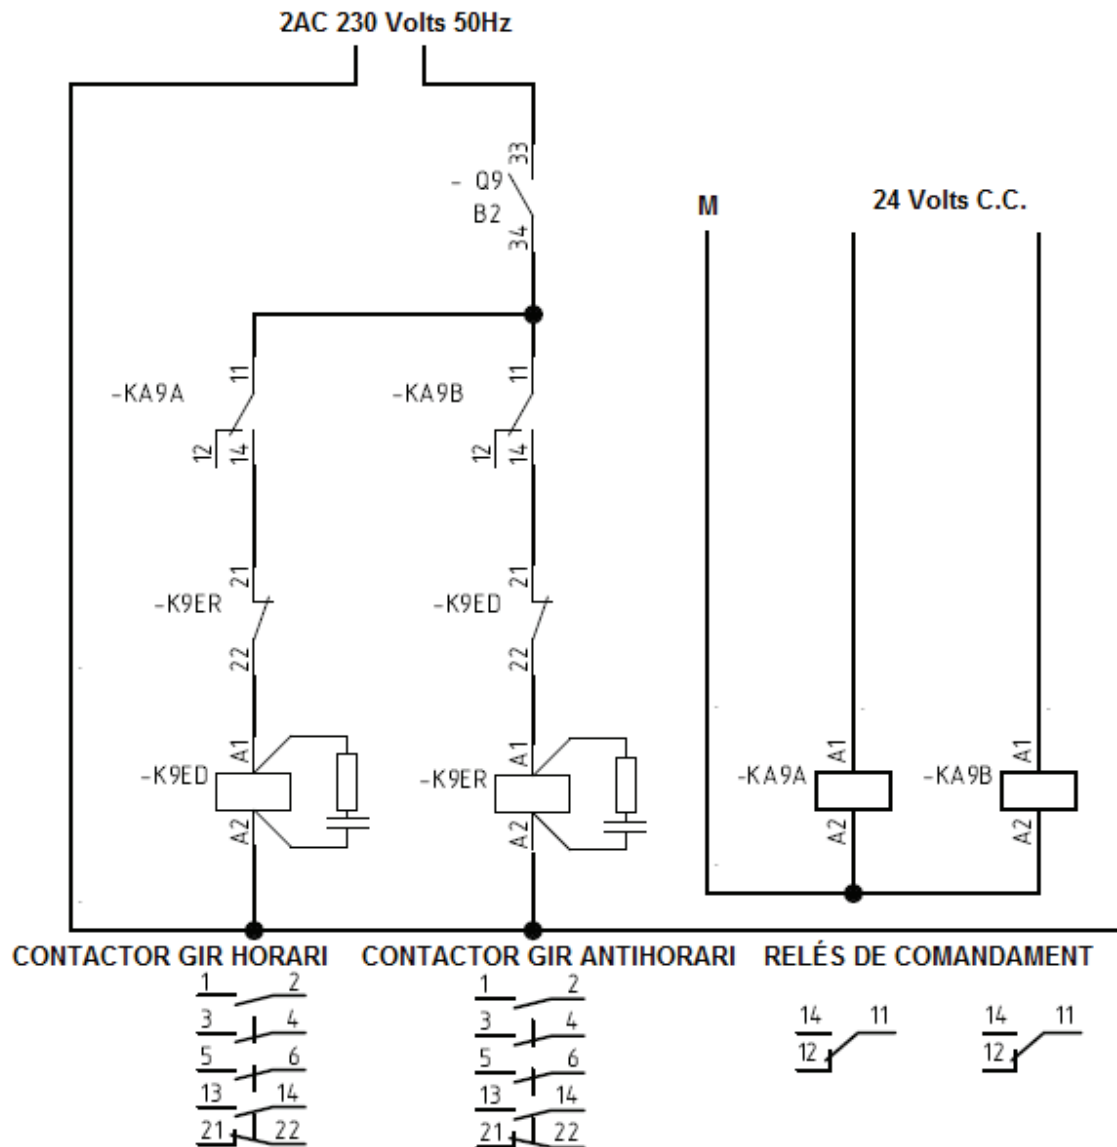 2AC 230 Volts 50Hz
33
- Q9
B2
34
M
24 Volts C.C.
11
-KA9A
12
14
11
-KA9B
12
14
21
-K9ER
22
21
-K9ED
22
A1
-K9ED
A2
A1
-K9ER
A2
A1
-KA9A
A2
A1
-KA9B
A2
CONTACTOR GIR HORARI
CONTACTOR GIR ANTIHORARI
RELÉS DE COMANDAMENT
1 2
3 4
5 6
13 14
21 22
1 2
3 4
5 6
13 14
21 22
14 11
12
14 11
12